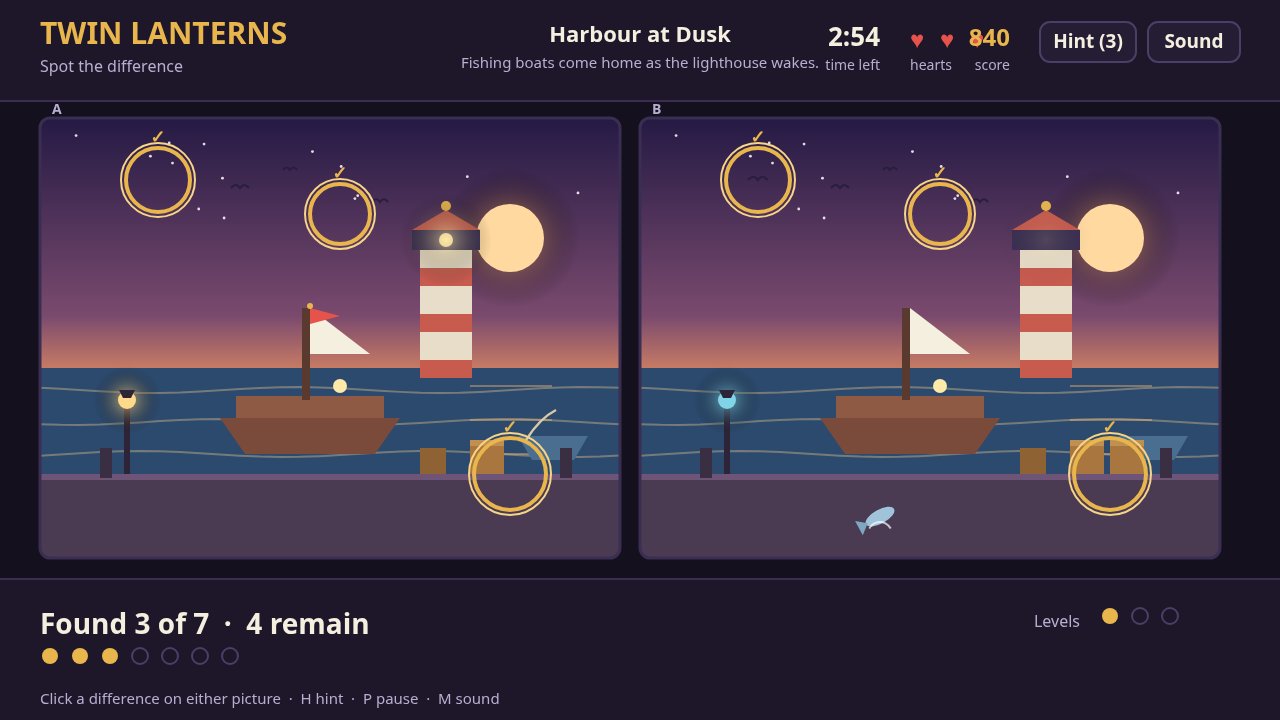 TWIN LANTERNS
Spot the difference
Harbour at Dusk
Fishing boats come home as the lighthouse wakes.
2:54
time left
hearts
840
score
Hint (3)
Sound
A
B
Found 3 of 7 · 4 remain
Levels
Click a difference on either picture · H hint · P pause · M sound